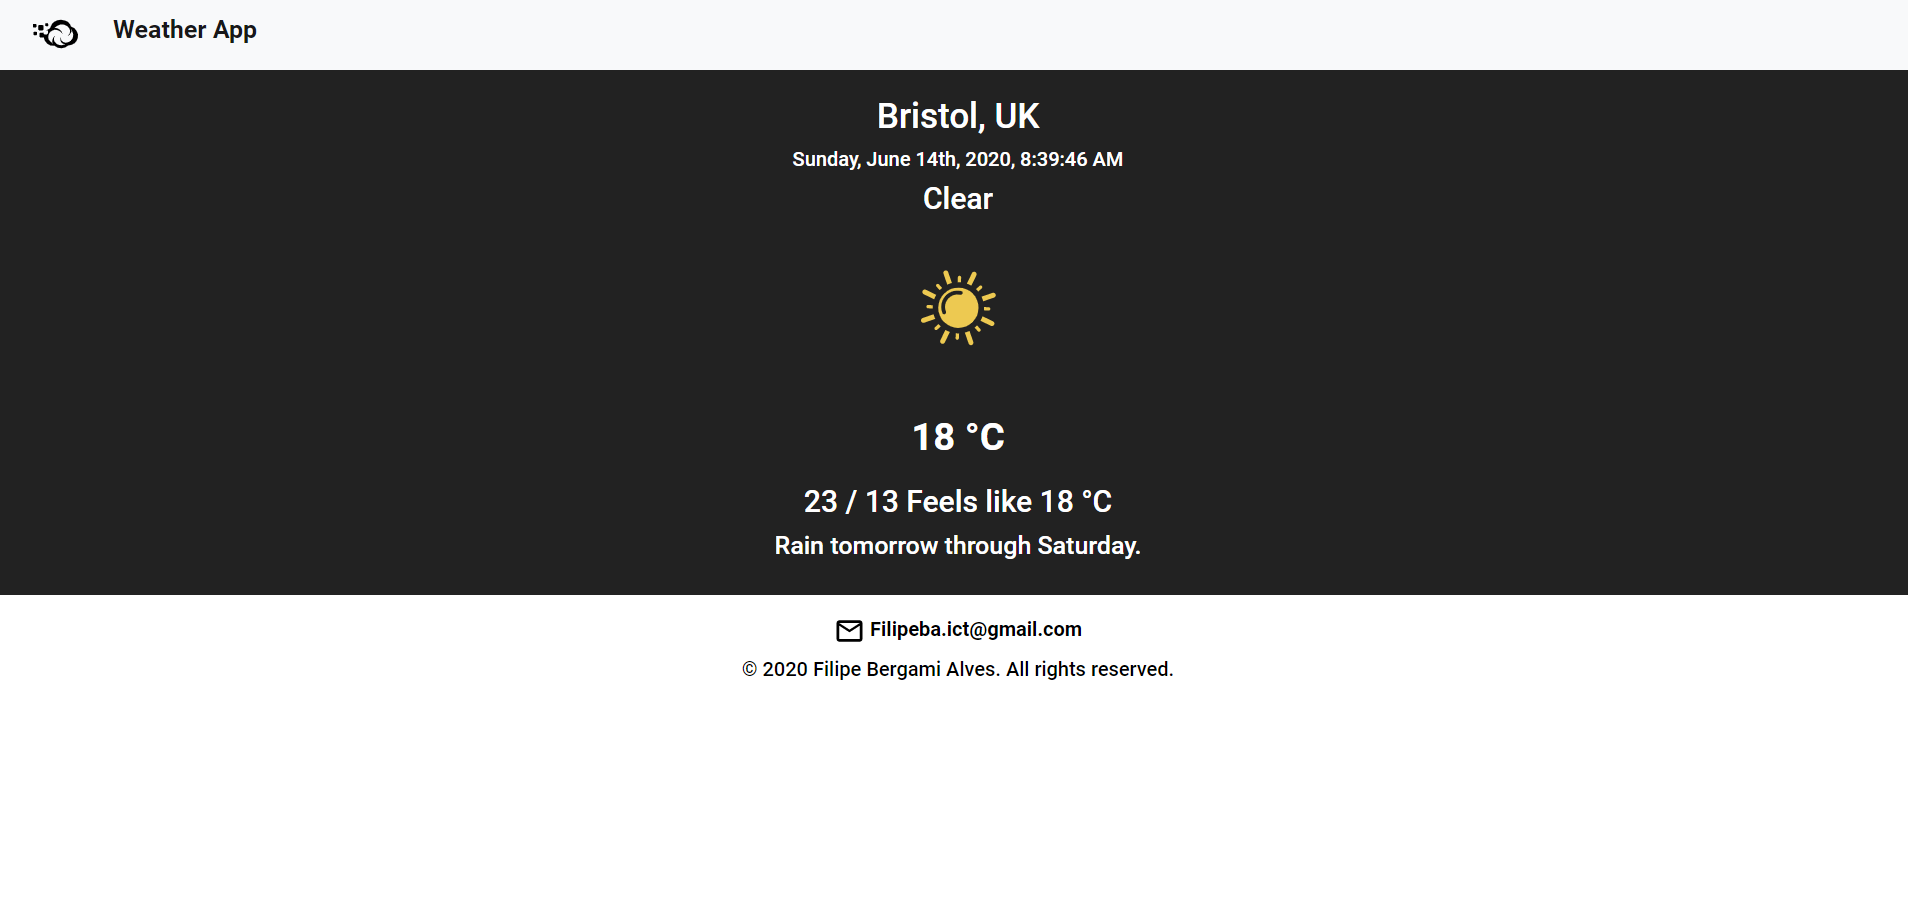 Weather App
Bristol, UK
Sunday, June 14th, 2020, 8:39:46 AM
Clear
18 °C
23 / 13 Feels like 18 °C
Rain tomorrow through Saturday.
Filipeba.ict@gmail.com
© 2020 Filipe Bergami Alves. All rights reserved.